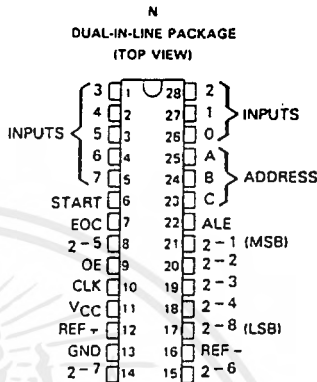 N
DUAL-IN-LINE PACKAGE
(TOP VIEW)
3 1 28 2
4 2 27 1
5 3 26 0
6 4 25 A
7 5 24 B
INPUTS
INPUTS
ADDRESS
START 6 23 C
EOC 7 22 ALE
2-5 8 21 2-1 (MSB)
OE 9 20 2-2
CLK 10 19 2-3
VCC 11 18 2-4
REF+ 12 17 2-8 (LSB)
GND 13 16 REF-
2-7 14 15 2-6